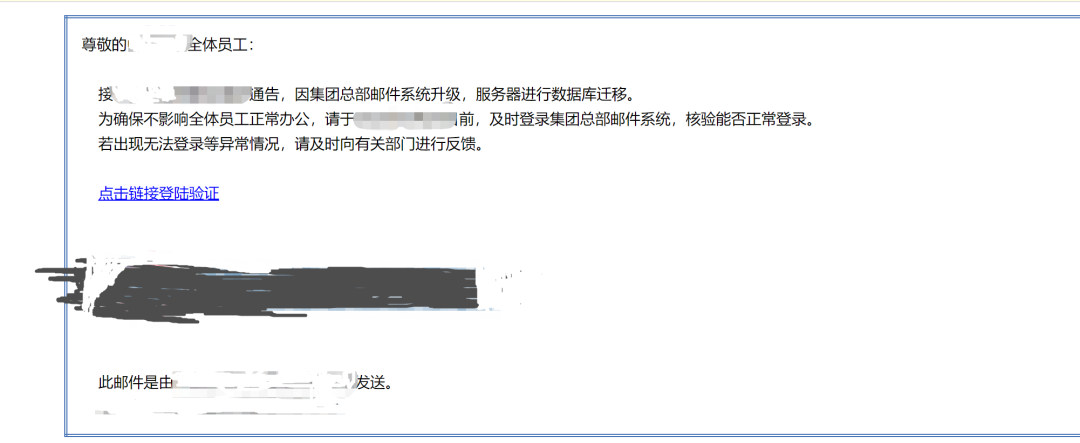 尊敬的 全体员工：
接 通告，因集团总部邮件系统升级，服务器进行数据库迁移。
为确保不影响全体员工正常办公，请于 前，及时登录集团总部邮件系统，核验能否正常登录。
若出现无法登录等异常情况，请及时向有关部门进行反馈。
点击链接登陆验证
此邮件是由 发送。